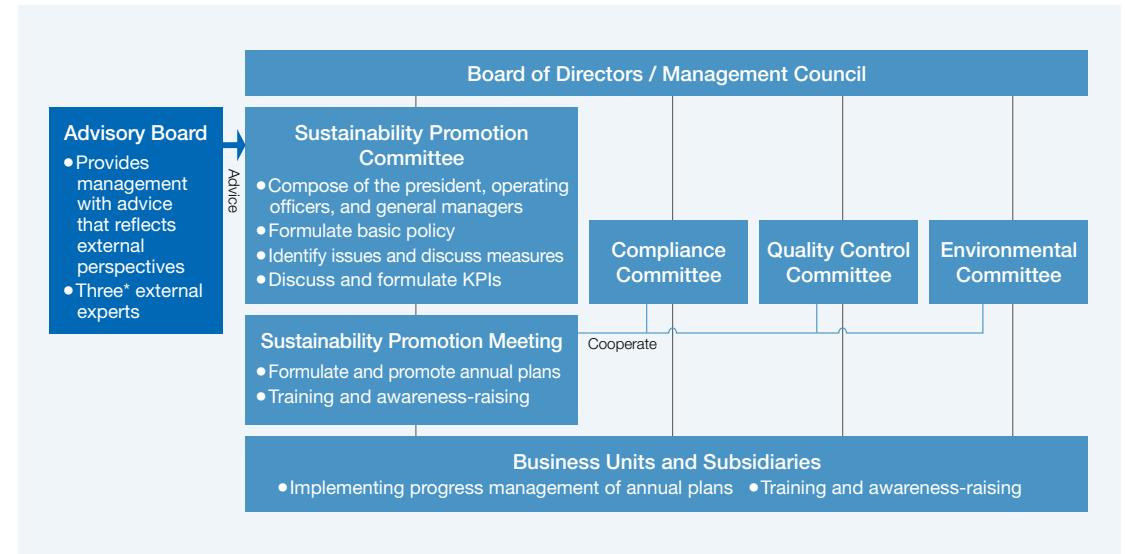 Board of Directors / Management Council
Advisory Board
●Provides
management
with advice
that reflects
external
perspectives
●Three* external
experts
Advice
Sustainability Promotion
Committee
●Compose of the president, operating
officers, and general managers
●Formulate basic policy
●Identify issues and discuss measures
●Discuss and formulate KPIs
Compliance
Committee
Quality Control
Committee
Environmental
Committee
Sustainability Promotion Meeting
●Formulate and promote annual plans
●Training and awareness-raising
Cooperate
Business Units and Subsidiaries
●Implementing progress management of annual plans ●Training and awareness-raising